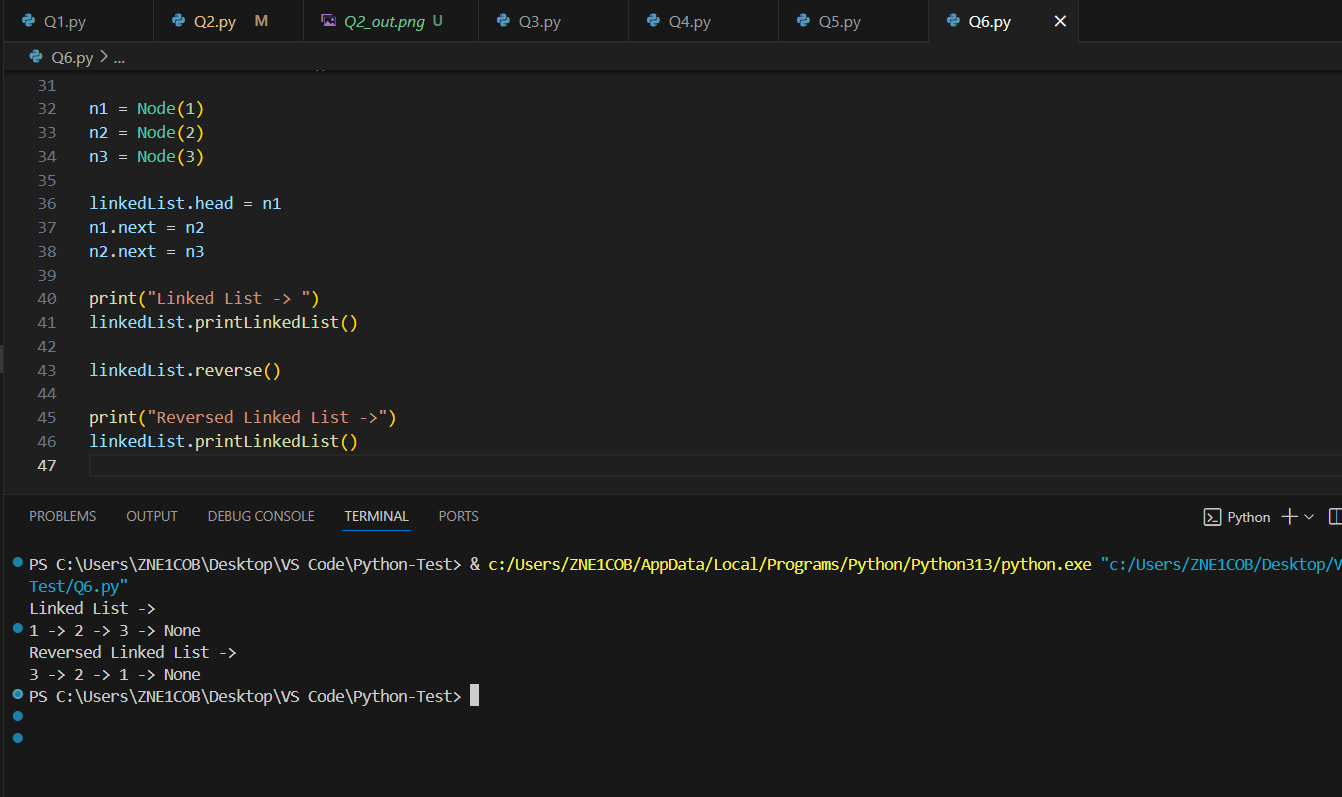 Q1.py Q2.py M Q2_out.png U Q3.py Q4.py Q5.py Q6.py
Q6.py > ...
31
32 n1 = Node(1)
33 n2 = Node(2)
34 n3 = Node(3)
35
36 linkedList.head = n1
37 n1.next = n2
38 n2.next = n3
39
40 print("Linked List -> ")
41 linkedList.printLinkedList()
42
43 linkedList.reverse()
44
45 print("Reversed Linked List ->")
46 linkedList.printLinkedList()
47
PROBLEMS OUTPUT DEBUG CONSOLE TERMINAL PORTS Python
PS C:\Users\ZNE1COB\Desktop\VS Code\Python-Test> & c:/Users/ZNE1COB/AppData/Local/Programs/Python/Python313/python.exe "c:/Users/ZNE1COB/Desktop/V
Test/Q6.py"
Linked List ->
1 -> 2 -> 3 -> None
Reversed Linked List ->
3 -> 2 -> 1 -> None
PS C:\Users\ZNE1COB\Desktop\VS Code\Python-Test>